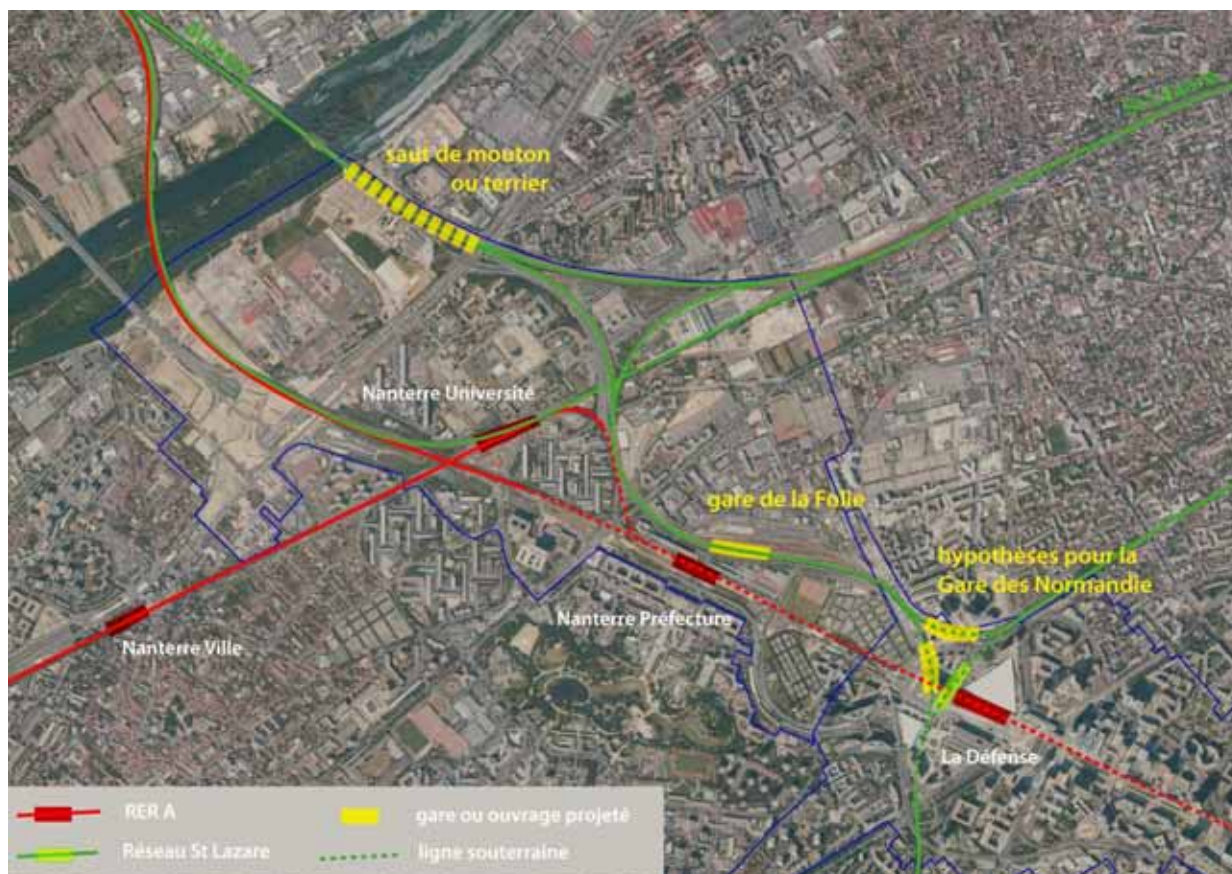 saut de mouton
ou terrier
Nanterre Université
gare de la Folie
hypothèses pour la
Gare des Normandie
Nanterre Préfecture
Nanterre Ville
La Défense
RER A
gare ou ouvrage projeté
Réseau St Lazare
ligne souterraine